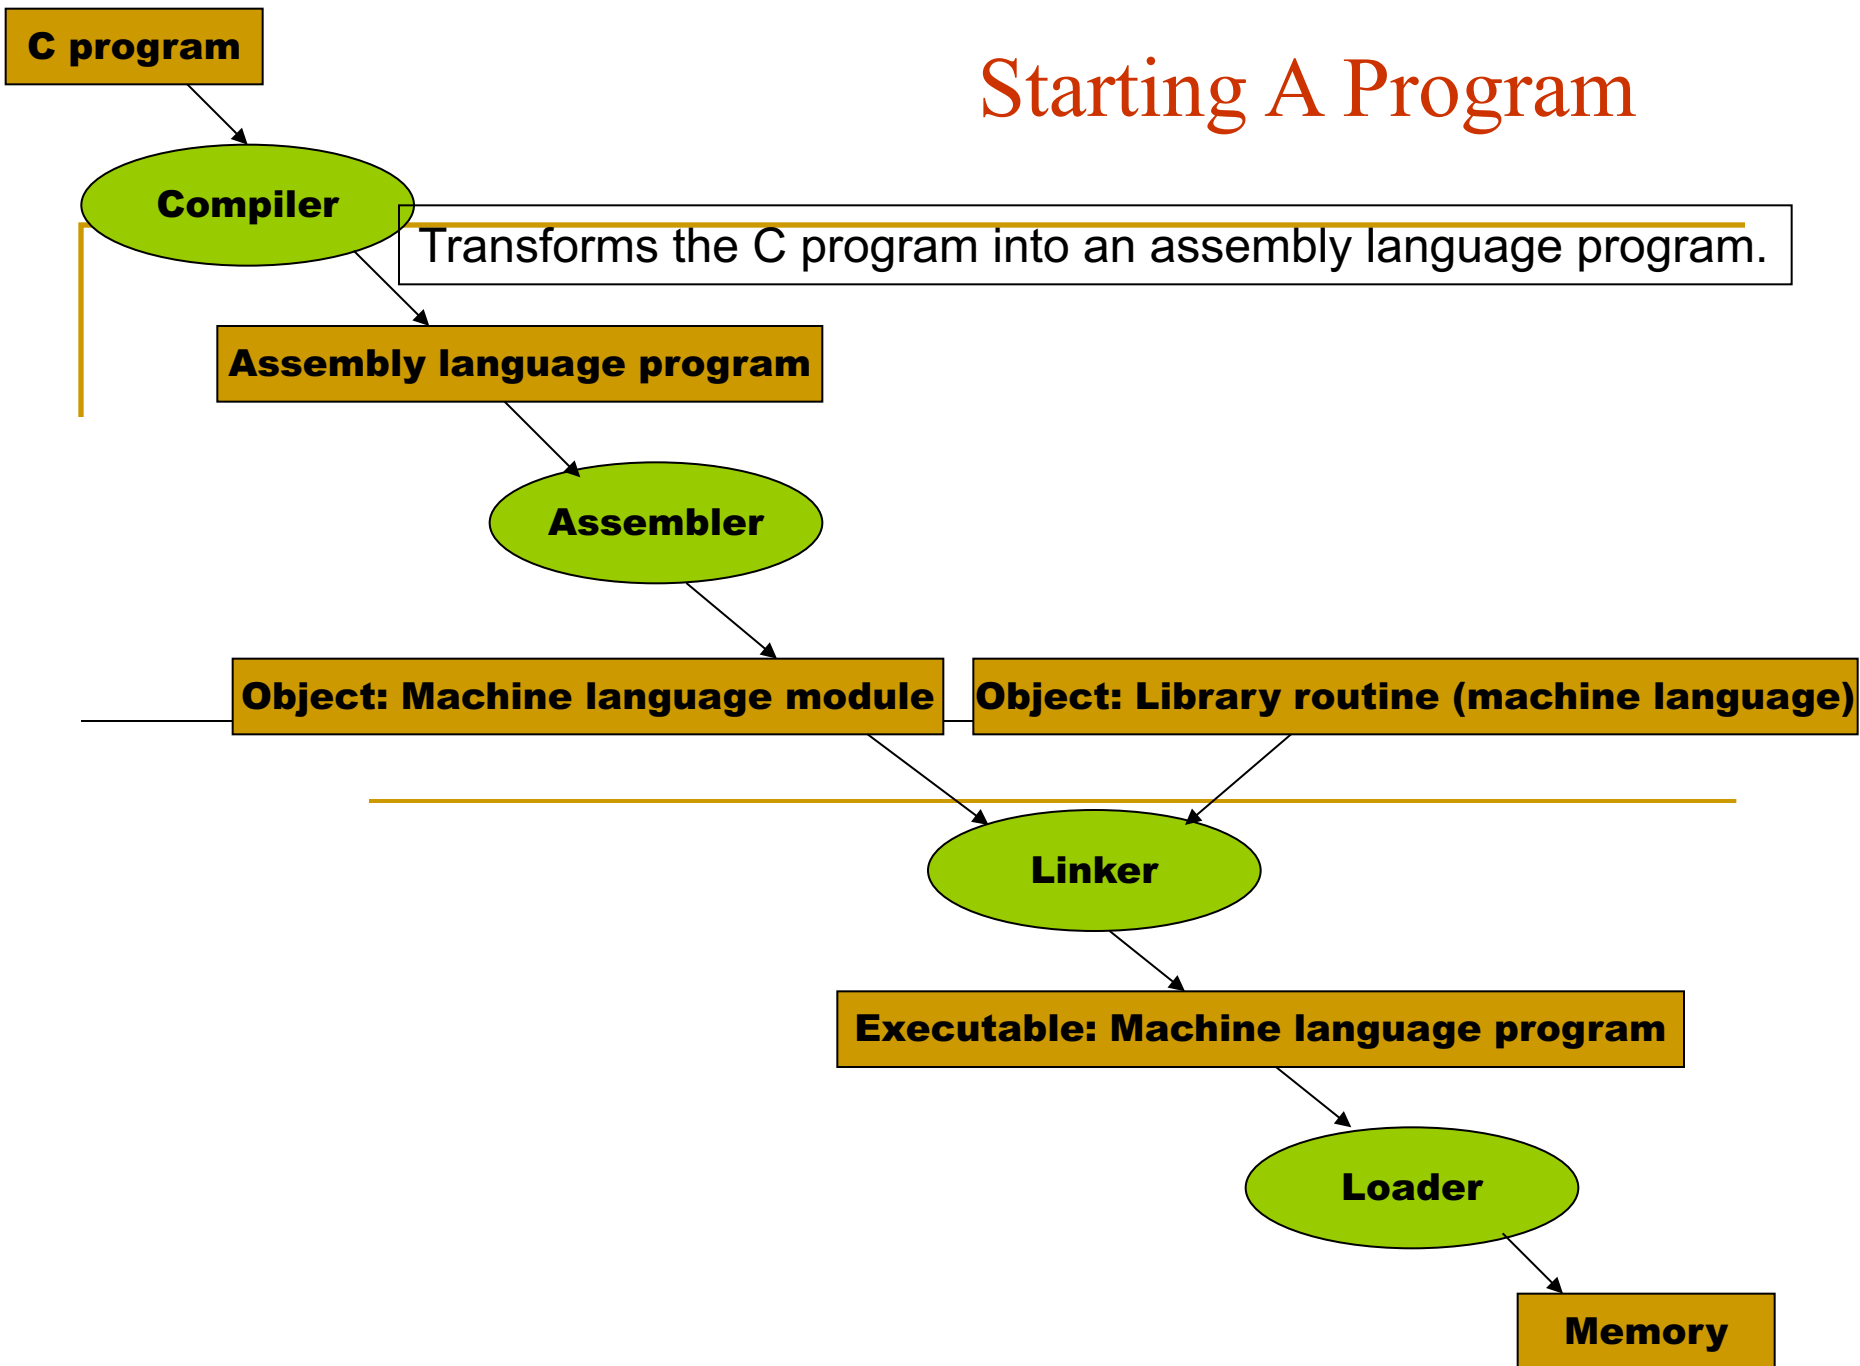 C program
Starting A Program
Compiler
Transforms the C program into an assembly language program.
Assembly language program
Assembler
Object: Machine language module
Object: Library routine (machine language)
Linker
Executable: Machine language program
Loader
Memory